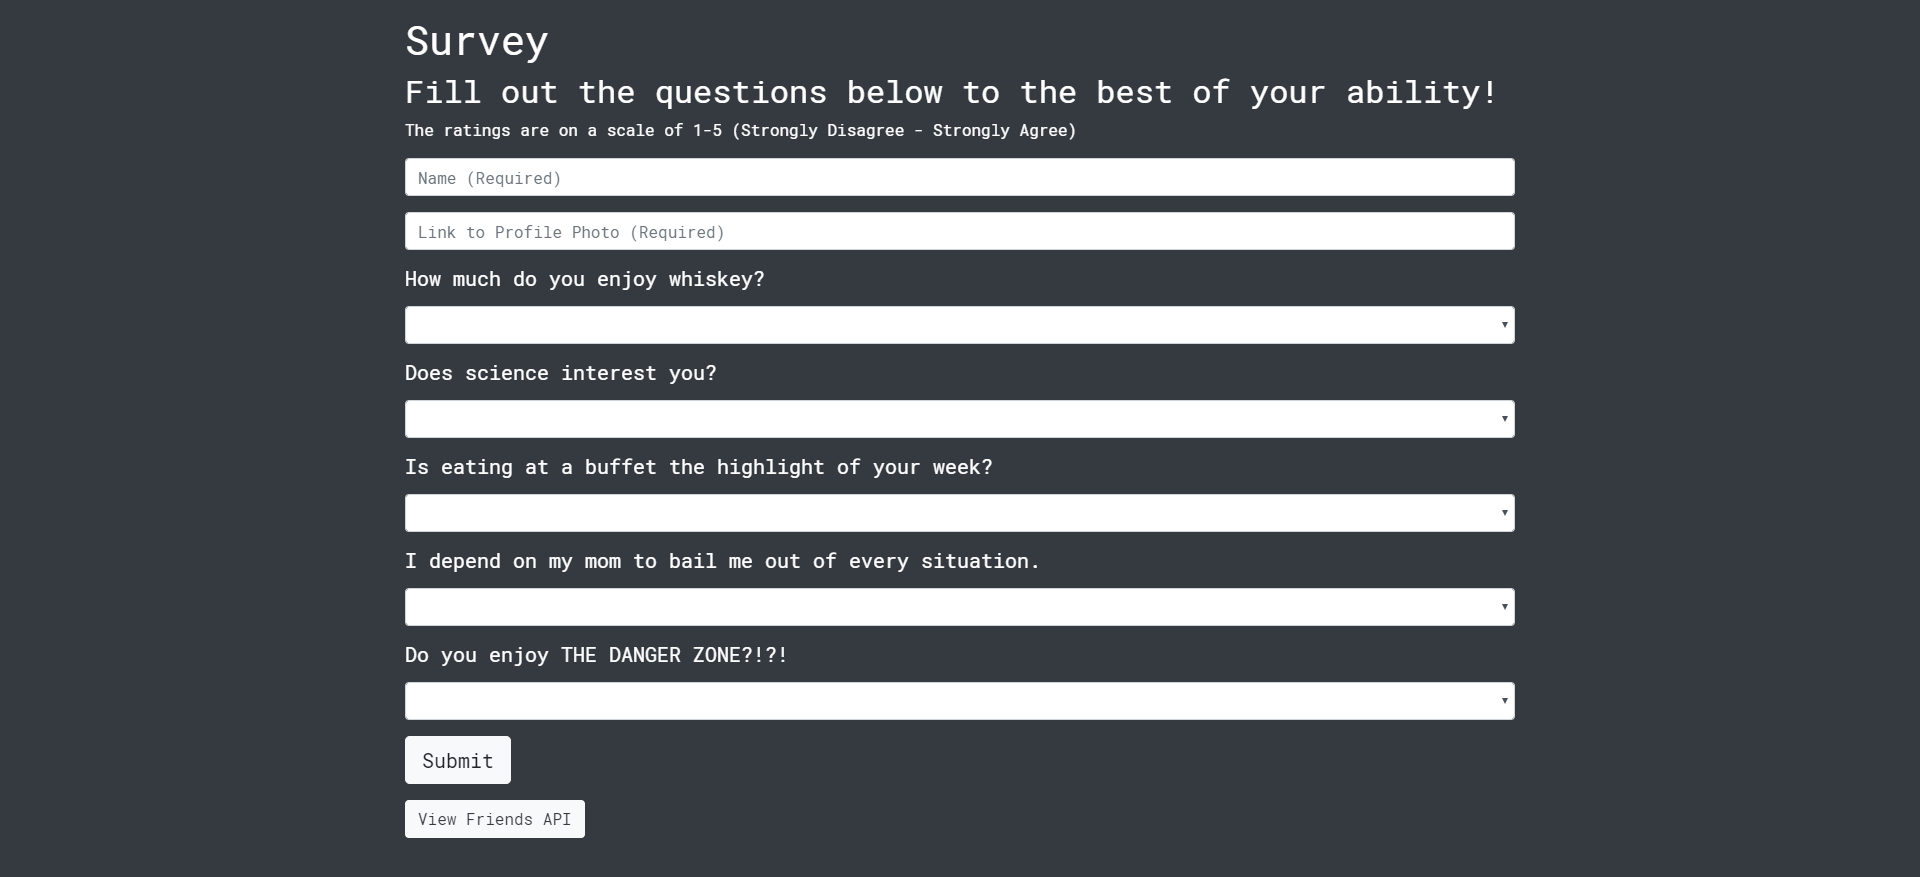 Survey
Fill out the questions below to the best of your ability!
The ratings are on a scale of 1-5 (Strongly Disagree - Strongly Agree)
Name (Required)
Link to Profile Photo (Required)
How much do you enjoy whiskey?
Does science interest you?
Is eating at a buffet the highlight of your week?
I depend on my mom to bail me out of every situation.
Do you enjoy THE DANGER ZONE?!?!
Submit
View Friends API